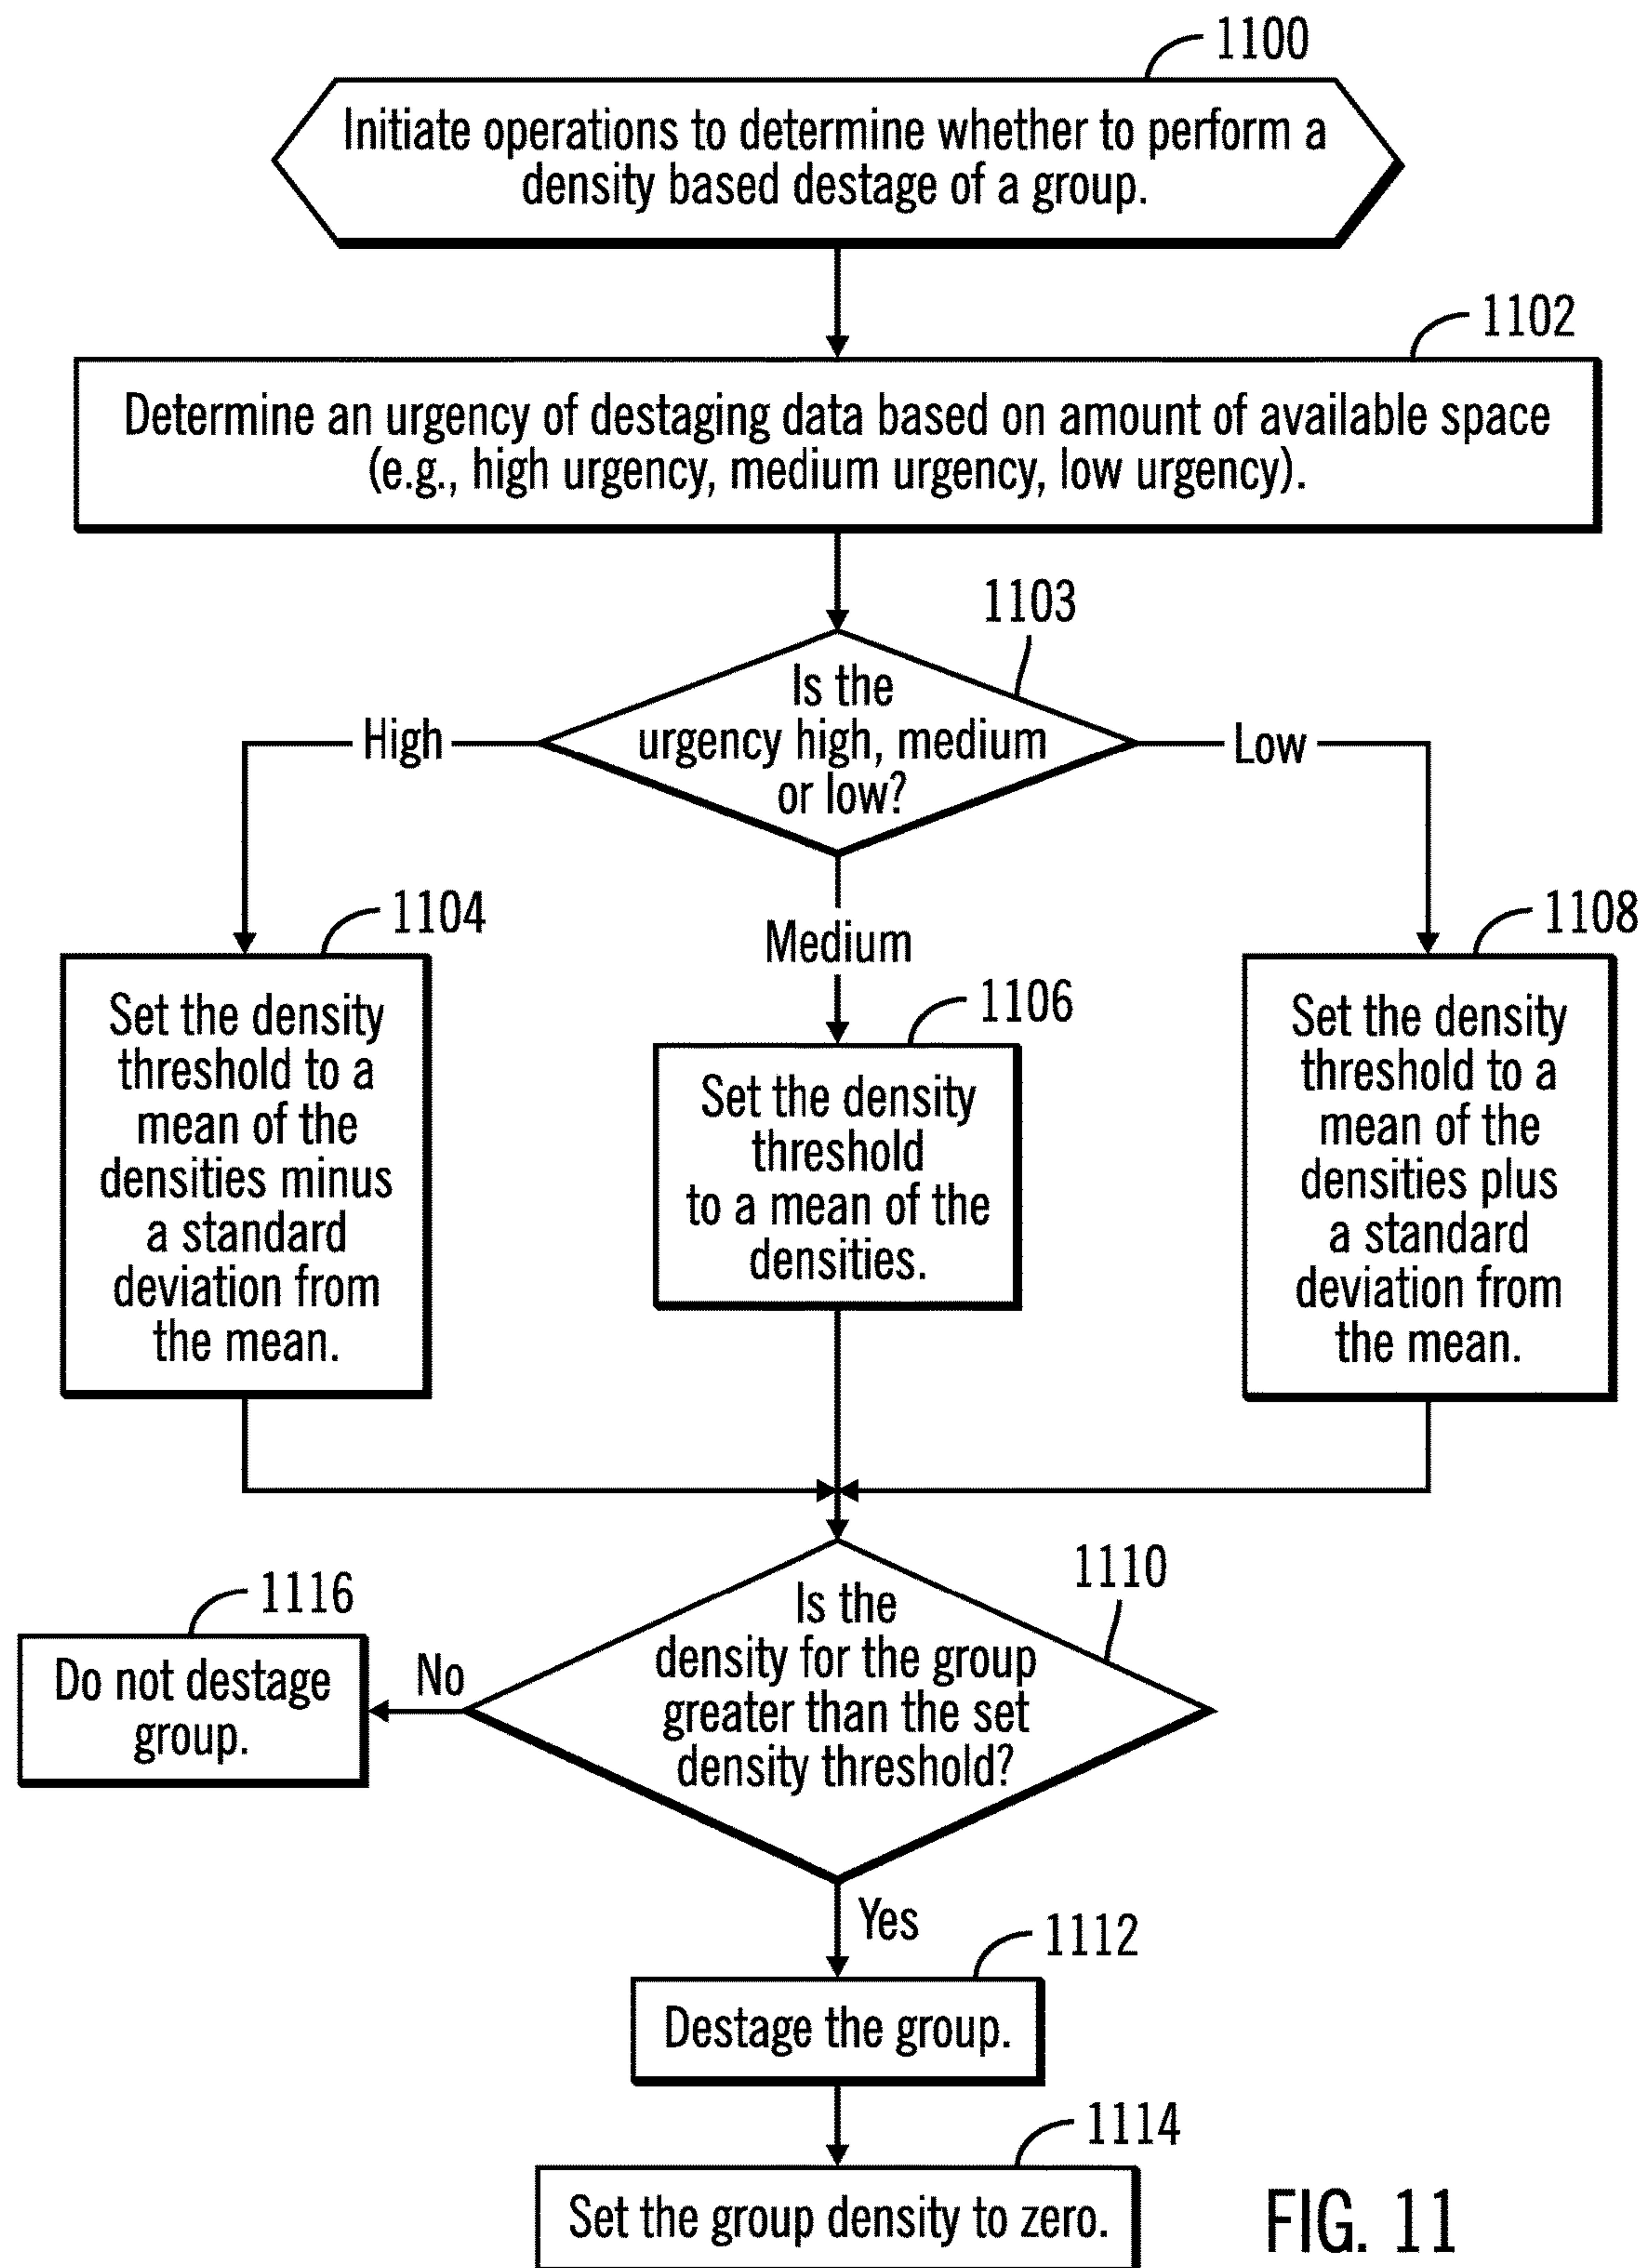 1100
Initiate operations to determine whether to perform a
density based destage of a group.
1102
Determine an urgency of destaging data based on amount of available space
(e.g., high urgency, medium urgency, low urgency).
1103
Is the
urgency high, medium
or low?
High
Low
Medium
1104
Set the density
threshold to a
mean of the
densities minus
a standard
deviation from
the mean.
1106
Set the density
threshold
to a mean of the
densities.
1108
Set the density
threshold to a
mean of the
densities plus
a standard
deviation from
the mean.
1110
Is the
density for the group
greater than the set
density threshold?
No
1116
Do not destage
group.
Yes
1112
Destage the group.
1114
Set the group density to zero.
FIG. 11